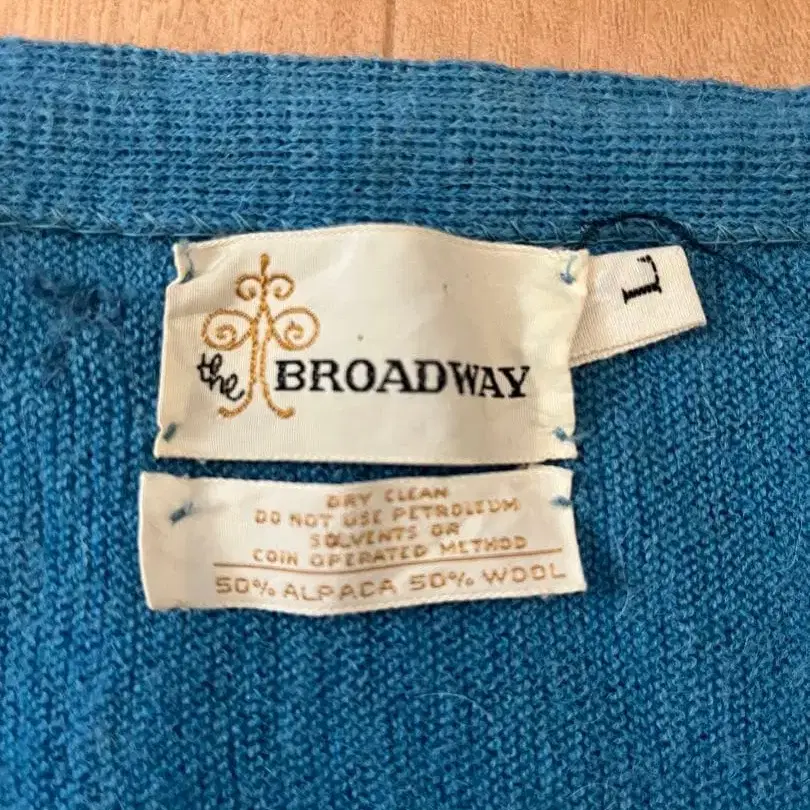 the BROADWAY
L
DRY CLEAN
DO NOT USE PETROLEUM
SOLVENTS OR
COIN OPERATED METHOD
50% ALPACA 50% WOOL